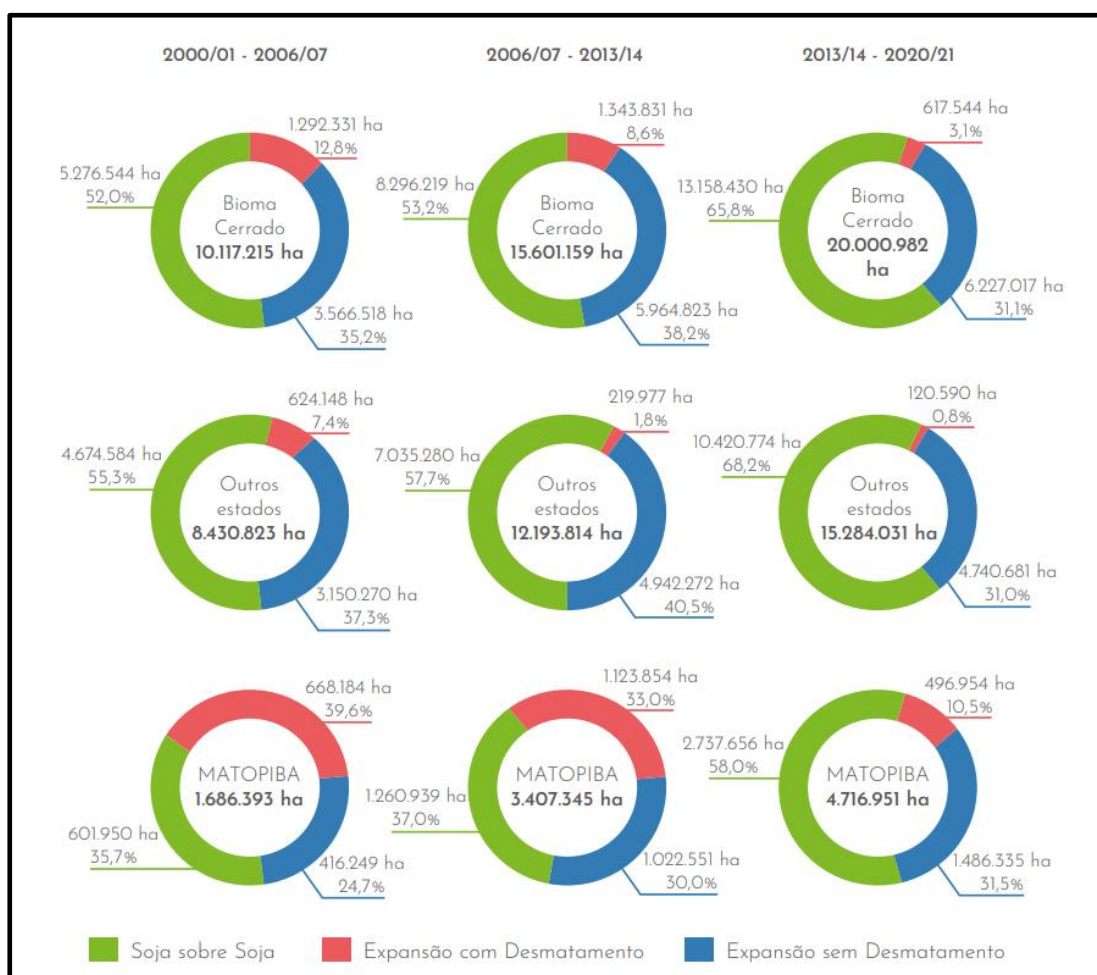 2000/01 - 2006/07
2006/07 - 2013/14
2013/14 - 2020/21
1.292.331 ha
12,8%
5.276.544 ha
52,0%
Bioma
Cerrado
10.117.215 ha
3.566.518 ha
35,2%
1.343.831 ha
8,6%
8.296.219 ha
53,2%
Bioma
Cerrado
15.601.159 ha
5.964.823 ha
38,2%
617.544 ha
3,1%
13.158.430 ha
65,8%
Bioma
Cerrado
20.000.982
ha
6.227.017 ha
31,1%
624.148 ha
7,4%
4.674.584 ha
55,3%
Outros
estados
8.430.823 ha
3.150.270 ha
37,3%
219.977 ha
1,8%
7.035.280 ha
57,7%
Outros
estados
12.193.814 ha
4.942.272 ha
40,5%
120.590 ha
0,8%
10.420.774 ha
68,2%
Outros
estados
15.284.031 ha
4.740.681 ha
31,0%
668.184 ha
39,6%
MATOPIBA
1.686.393 ha
601.950 ha
35,7%
416.249 ha
24,7%
1.123.854 ha
33,0%
MATOPIBA
3.407.345 ha
1.260.939 ha
37,0%
1.022.551 ha
30,0%
496.954 ha
10,5%
2.737.656 ha
58,0%
MATOPIBA
4.716.951 ha
1.486.335 ha
31,5%
Soja sobre Soja
Expansão com Desmatamento
Expansão sem Desmatamento